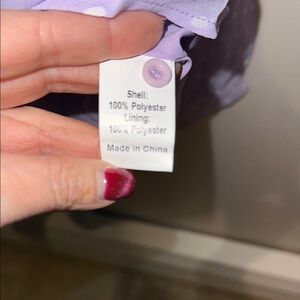 Shell:
100% Polyester
Lining:
100% Polyester
Made in China